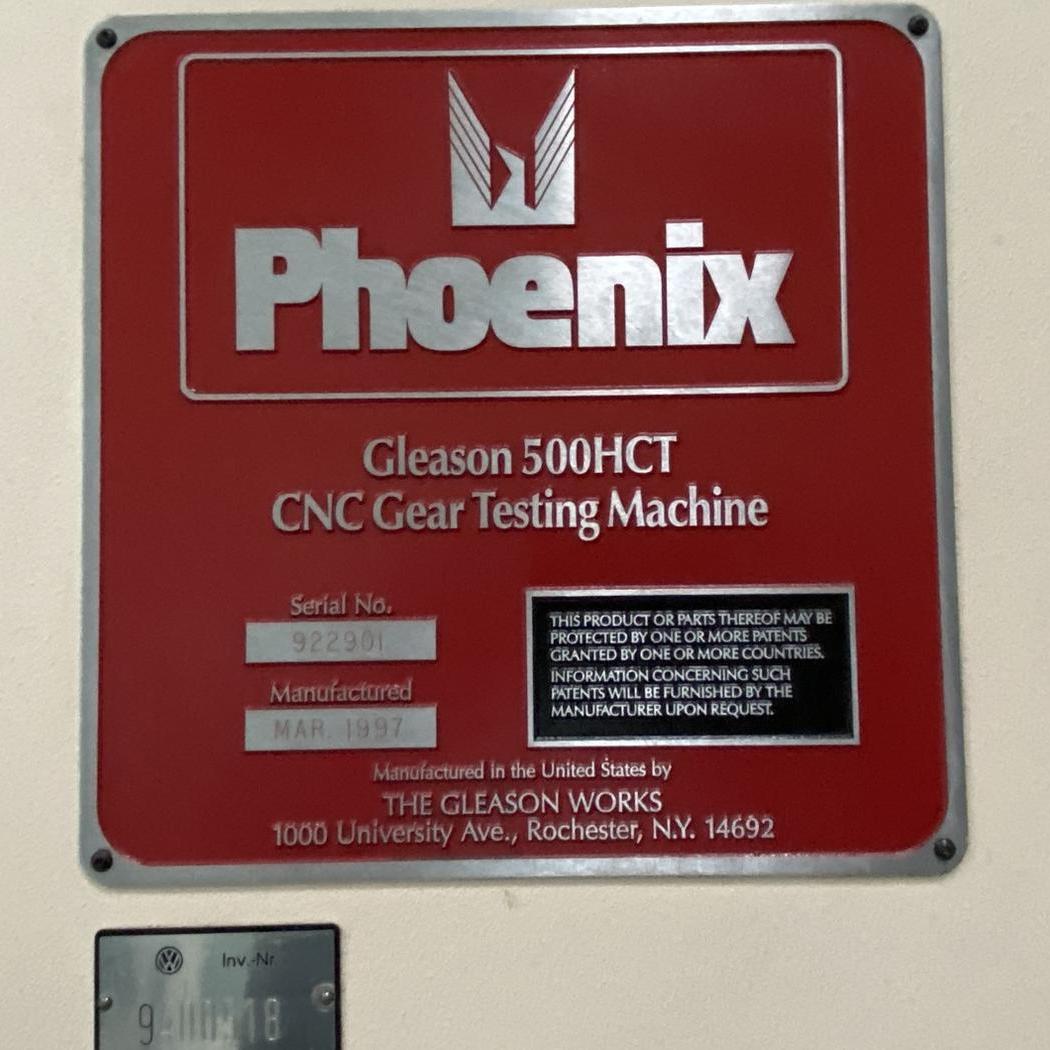 Phoenix
Gleason 500HCT
CNC Gear Testing Machine
Serial No.
922901
Manufactured
MAR. 1997
THIS PRODUCT OR PARTS THEREOF MAY BE
PROTECTED BY ONE OR MORE PATENTS
GRANTED BY ONE OR MORE COUNTRIES.
INFORMATION CONCERNING SUCH
PATENTS WILL BE FURNISHED BY THE
MANUFACTURER UPON REQUEST.
Manufactured in the United States by
THE GLEASON WORKS
1000 University Ave., Rochester, N.Y. 14692
VW Inv.-Nr.